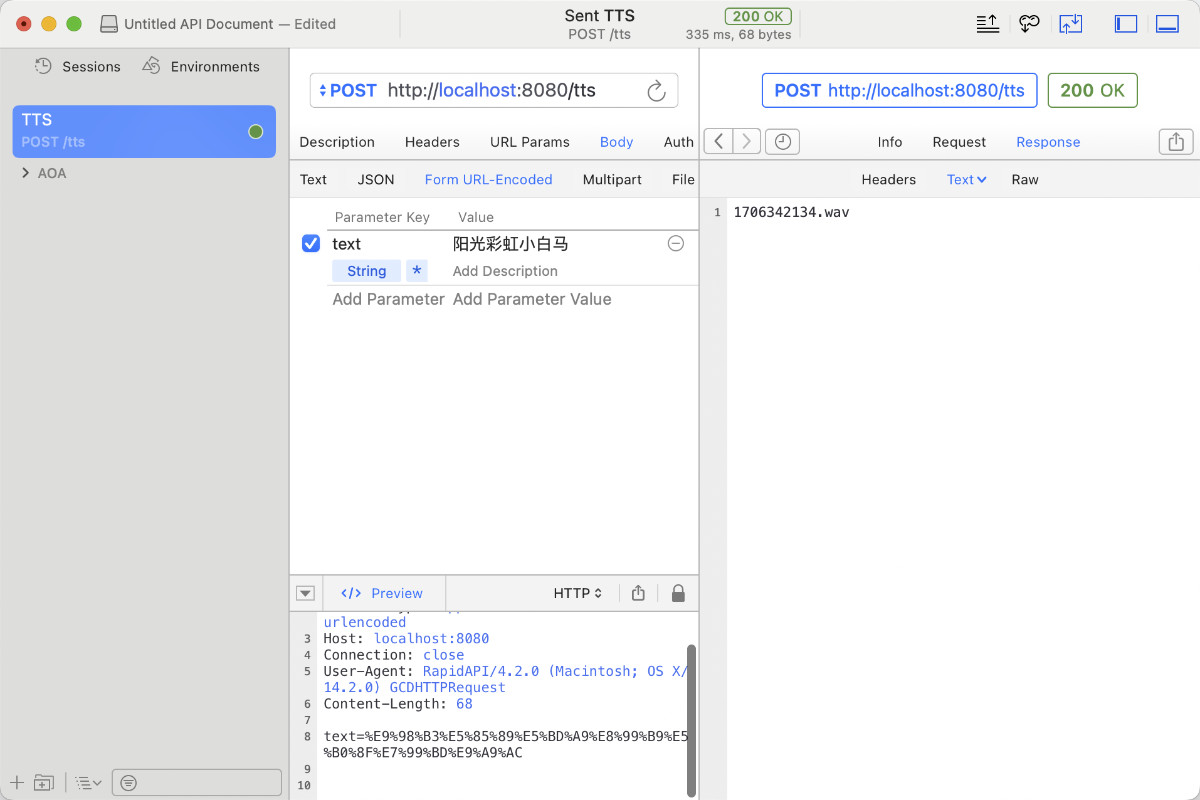 Untitled API Document — Edited
Sent TTS
POST /tts
200 OK
335 ms, 68 bytes
Sessions
Environments
TTS
POST /tts
AOA
POST http://localhost:8080/tts
Description Headers URL Params Body Auth
Text JSON Form URL-Encoded Multipart File
Parameter Key Value
text 阳光彩虹小白马
String * Add Description
Add Parameter Add Parameter Value
</> Preview HTTP
urlencoded
3 Host: localhost:8080
4 Connection: close
5 User-Agent: RapidAPI/4.2.0 (Macintosh; OS X/
14.2.0) GCDHTTPRequest
6 Content-Length: 68
7
8 text=%E9%98%B3%E5%85%89%E5%BD%A9%E8%99%B9%E5
%B0%8F%E7%99%BD%E9%A9%AC
9
10
POST http://localhost:8080/tts
200 OK
Info Request Response
Headers Text Raw
1 1706342134.wav